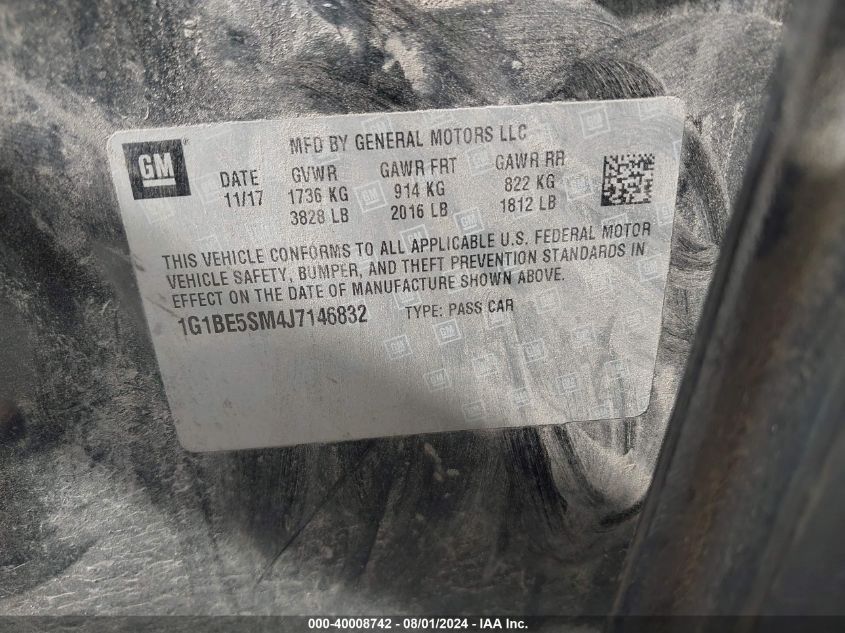 MFD BY GENERAL MOTORS LLC
GM
DATE GVWR GAWR FRT GAWR RR
11/17 1736 KG 914 KG 822 KG
3828 LB 2016 LB 1812 LB
THIS VEHICLE CONFORMS TO ALL APPLICABLE U.S. FEDERAL MOTOR
VEHICLE SAFETY, BUMPER, AND THEFT PREVENTION STANDARDS IN
EFFECT ON THE DATE OF MANUFACTURE SHOWN ABOVE.
1G1BE5SM4J7146832 TYPE: PASS CAR
000-40008742 - 08/01/2024 - IAA Inc.